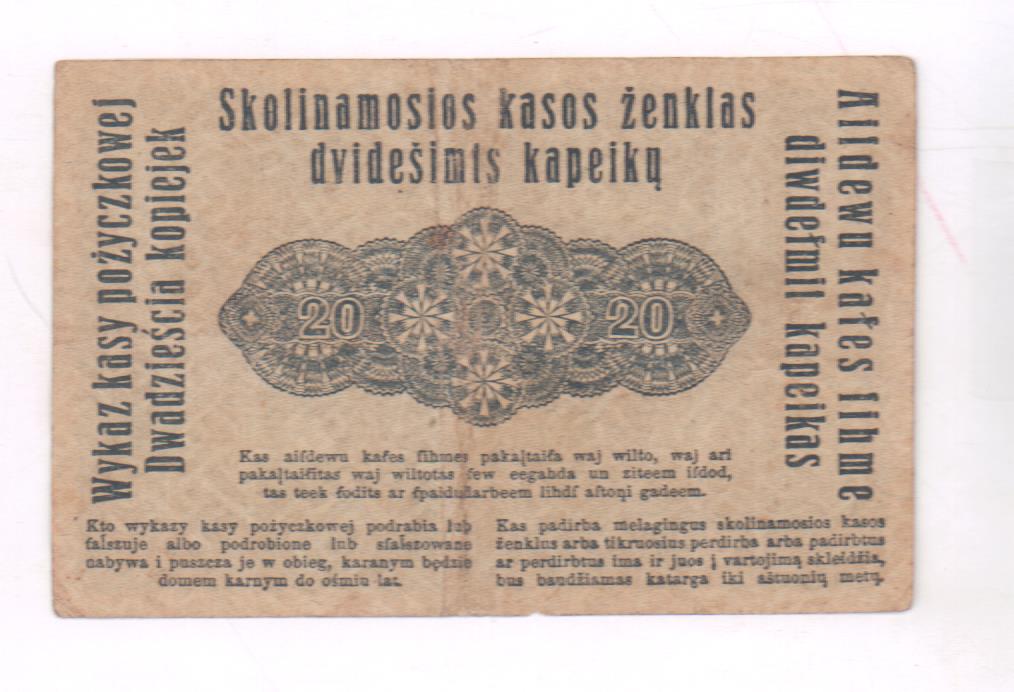 Skolinamosios kasos ženklas
dvidešimts kapeikų
Wykaz kasy pożyczkowej
Dwadzieścia kopiejek
Aiſdewu kaſes ſihme
diwdeſmit kapeikas
20 20
Kas aiſdewu kaſes ſihmes pakaļtaiſa waj wilto, waj ari
pakaļtaiſitas waj wiltotas ſew eegahda un ziteem iſdod,
tas teek ſodits ar ſpaidu darbeem lihdſ aſtoņi gadeem.
Kto wykazy kasy pożyczkowej podrabia lub
falszuje albo podrobione lub sfalszowane
nabywa i puszcza je w obieg, karanym będzie
domem karnym do ośmiu lat.
Kas padirba melagingus skolinamosios kasos
ženklus arba tikruosius perdirba arba padirbtus
ar perdirbtus ima ir juos į vartojimą skleidžia,
bus baudžiamas katarga iki aštuonių metų.